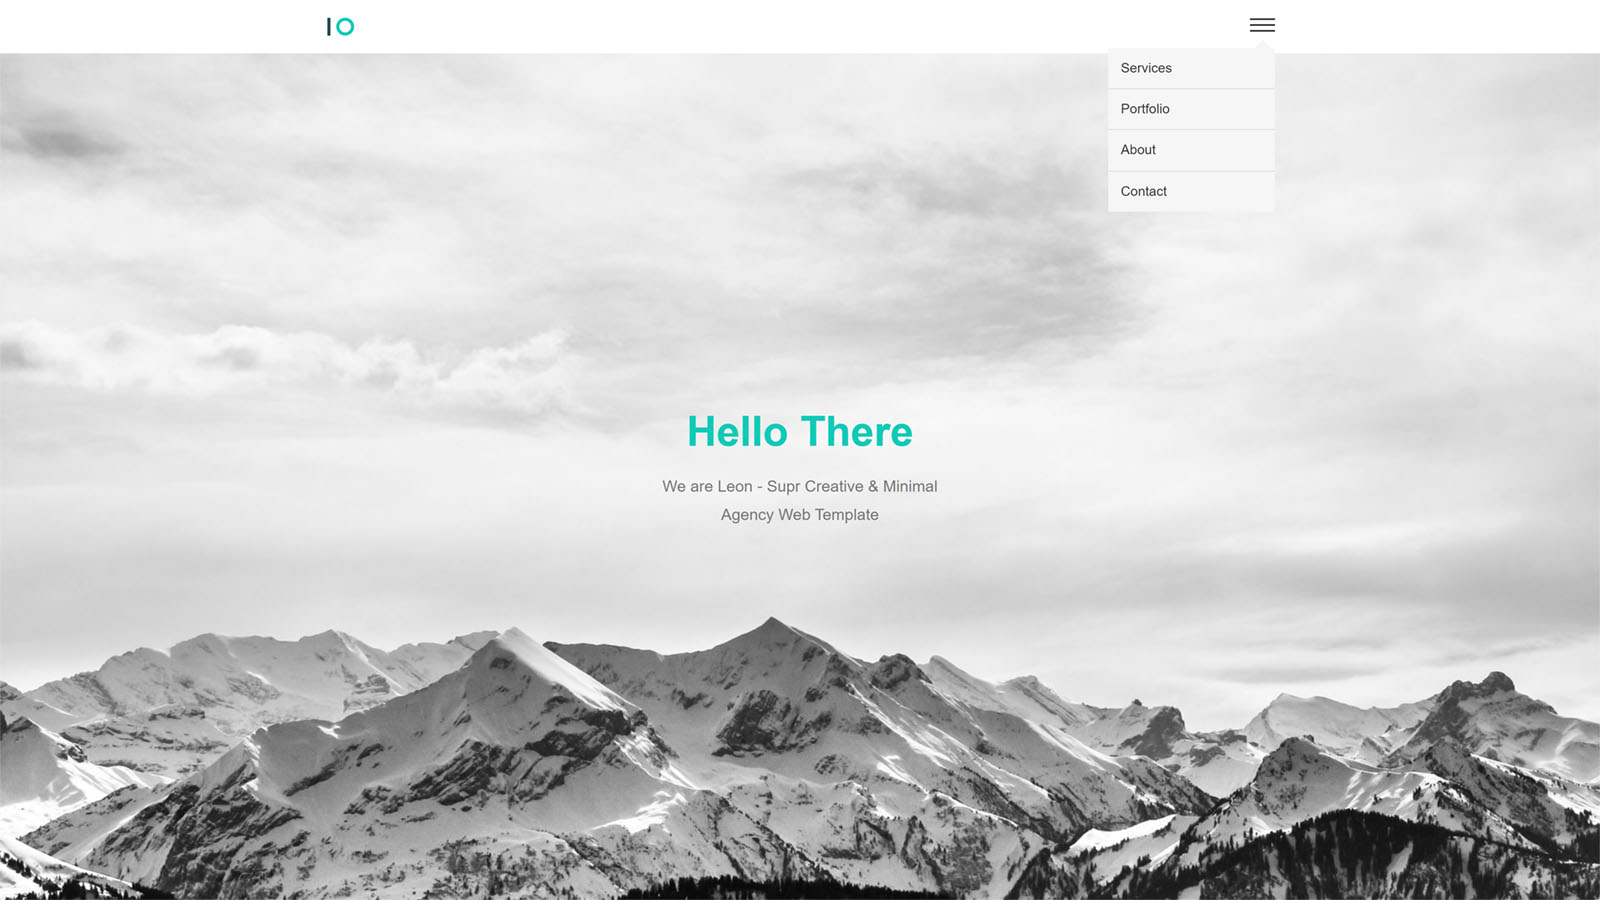 IO
Services
Portfolio
About
Contact
Hello There
We are Leon - Supr Creative & Minimal
Agency Web Template